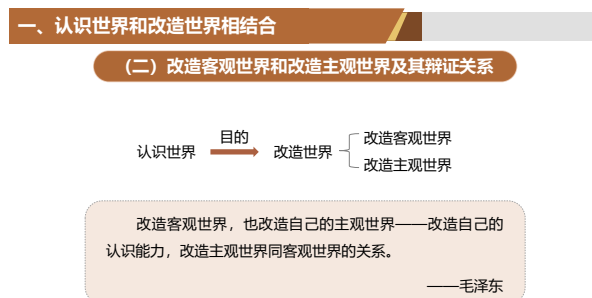 一、认识世界和改造世界相结合
（二）改造客观世界和改造主观世界及其辩证关系
认识世界 目的 改造世界 改造客观世界
改造主观世界
改造客观世界，也改造自己的主观世界——改造自己的
认识能力，改造主观世界同客观世界的关系。
——毛泽东